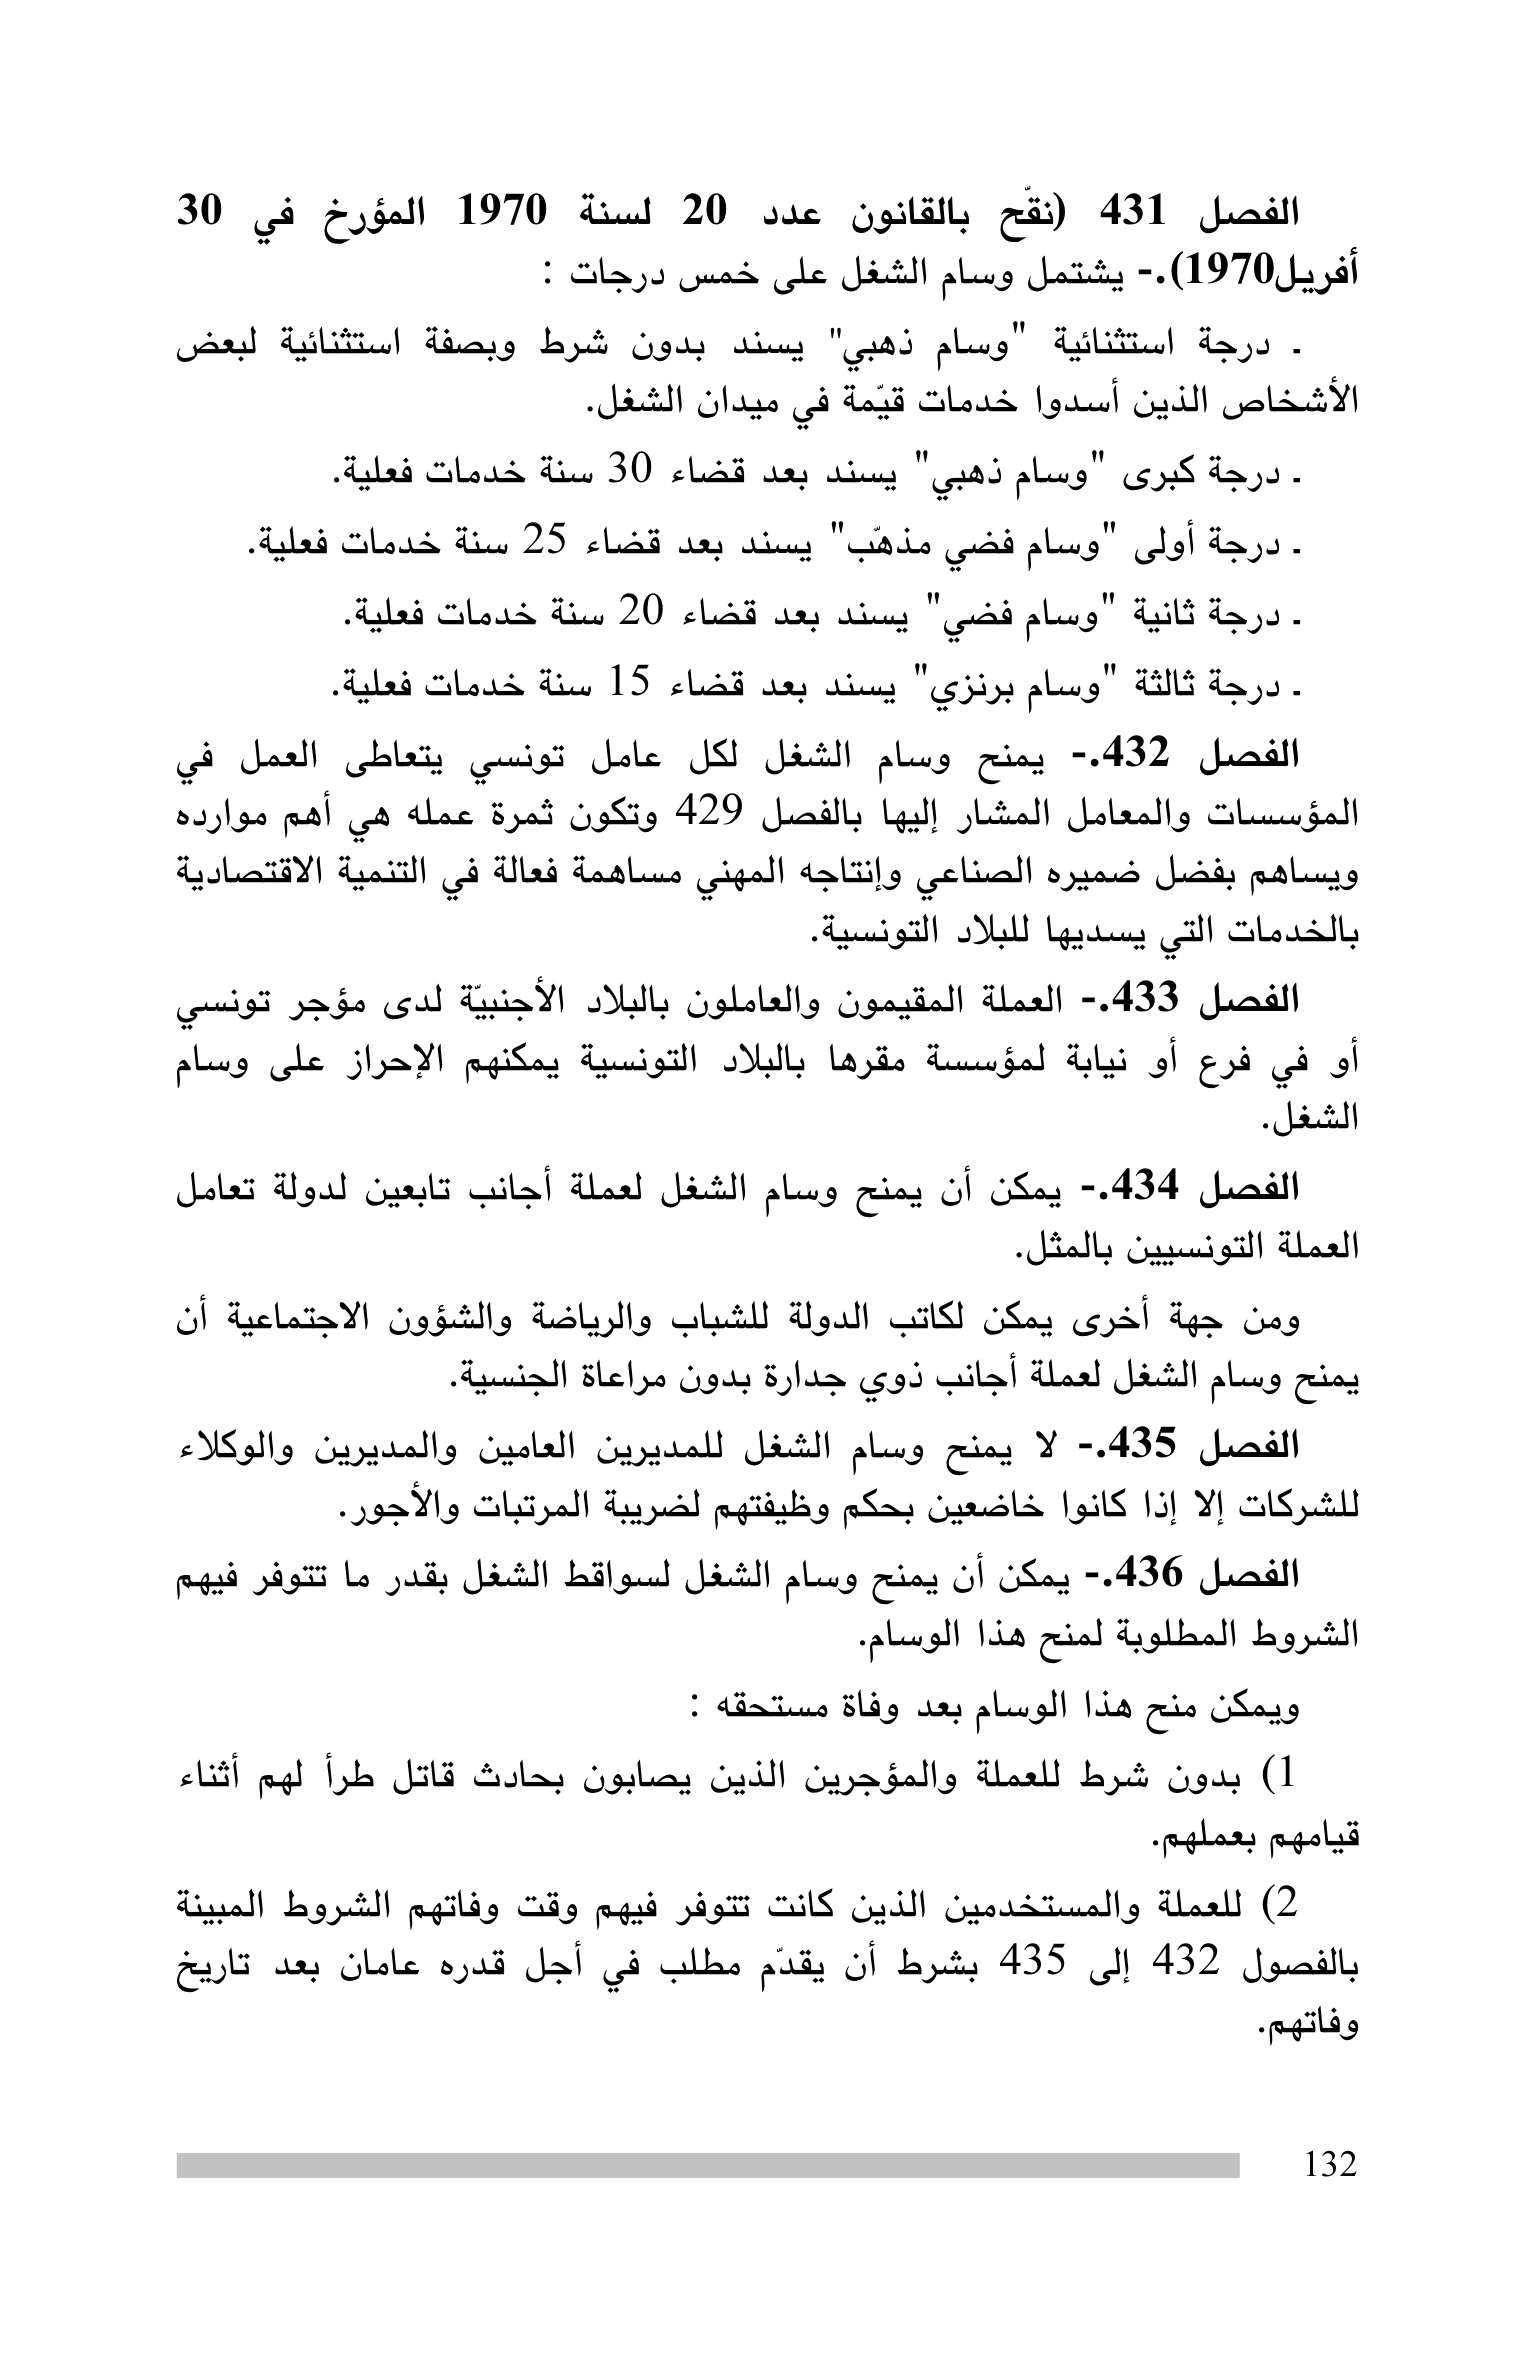 الفصل 431 (نقّح بالقانون عدد 20 لسنة 1970 المؤرخ في 30
أفريل1970).- يشتمل وسام الشغل على خمس درجات :
ـ درجة استثنائية "وسام ذهبي" يسند بدون شرط وبصفة استثنائية لبعض
الأشخاص الذين أسدوا خدمات قيّمة في ميدان الشغل.
ـ درجة كبرى "وسام ذهبي" يسند بعد قضاء 30 سنة خدمات فعلية.
ـ درجة أولى "وسام فضي مذهّب" يسند بعد قضاء 25 سنة خدمات فعلية.
ـ درجة ثانية "وسام فضي" يسند بعد قضاء 20 سنة خدمات فعلية.
ـ درجة ثالثة "وسام برنزي" يسند بعد قضاء 15 سنة خدمات فعلية.
الفصل 432.- يمنح وسام الشغل لكل عامل تونسي يتعاطى العمل في
المؤسسات والمعامل المشار إليها بالفصل 429 وتكون ثمرة عمله هي أهم موارده
ويساهم بفضل ضميره الصناعي وإنتاجه المهني مساهمة فعالة في التنمية الاقتصادية
بالخدمات التي يسديها للبلاد التونسية.
الفصل 433.- العملة المقيمون والعاملون بالبلاد الأجنبيّة لدى مؤجر تونسي
أو في فرع أو نيابة لمؤسسة مقرها بالبلاد التونسية يمكنهم الإحراز على وسام
الشغل.
الفصل 434.- يمكن أن يمنح وسام الشغل لعملة أجانب تابعين لدولة تعامل
العملة التونسيين بالمثل.
ومن جهة أخرى يمكن لكاتب الدولة للشباب والرياضة والشؤون الاجتماعية أن
يمنح وسام الشغل لعملة أجانب ذوي جدارة بدون مراعاة الجنسية.
الفصل 435.- لا يمنح وسام الشغل للمديرين العامين والمديرين والوكلاء
للشركات إلا إذا كانوا خاضعين بحكم وظيفتهم لضريبة المرتبات والأجور.
الفصل 436.- يمكن أن يمنح وسام الشغل لسواقط الشغل بقدر ما تتوفر فيهم
الشروط المطلوبة لمنح هذا الوسام.
ويمكن منح هذا الوسام بعد وفاة مستحقه :
1) بدون شرط للعملة والمؤجرين الذين يصابون بحادث قاتل طرأ لهم أثناء
قيامهم بعملهم.
2) للعملة والمستخدمين الذين كانت تتوفر فيهم وقت وفاتهم الشروط المبينة
بالفصول 432 إلى 435 بشرط أن يقدّم مطلب في أجل قدره عامان بعد تاريخ
وفاتهم.
132